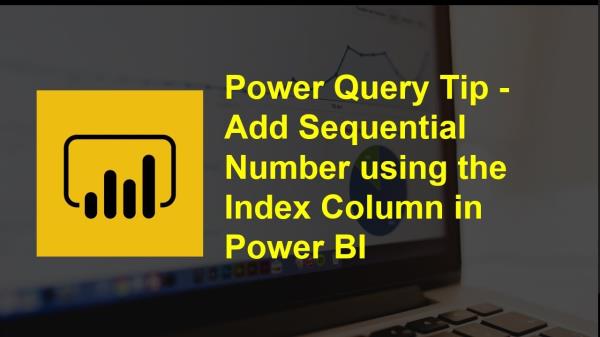 Power Query Tip -
Add Sequential
Number using the
Index Column in
Power BI